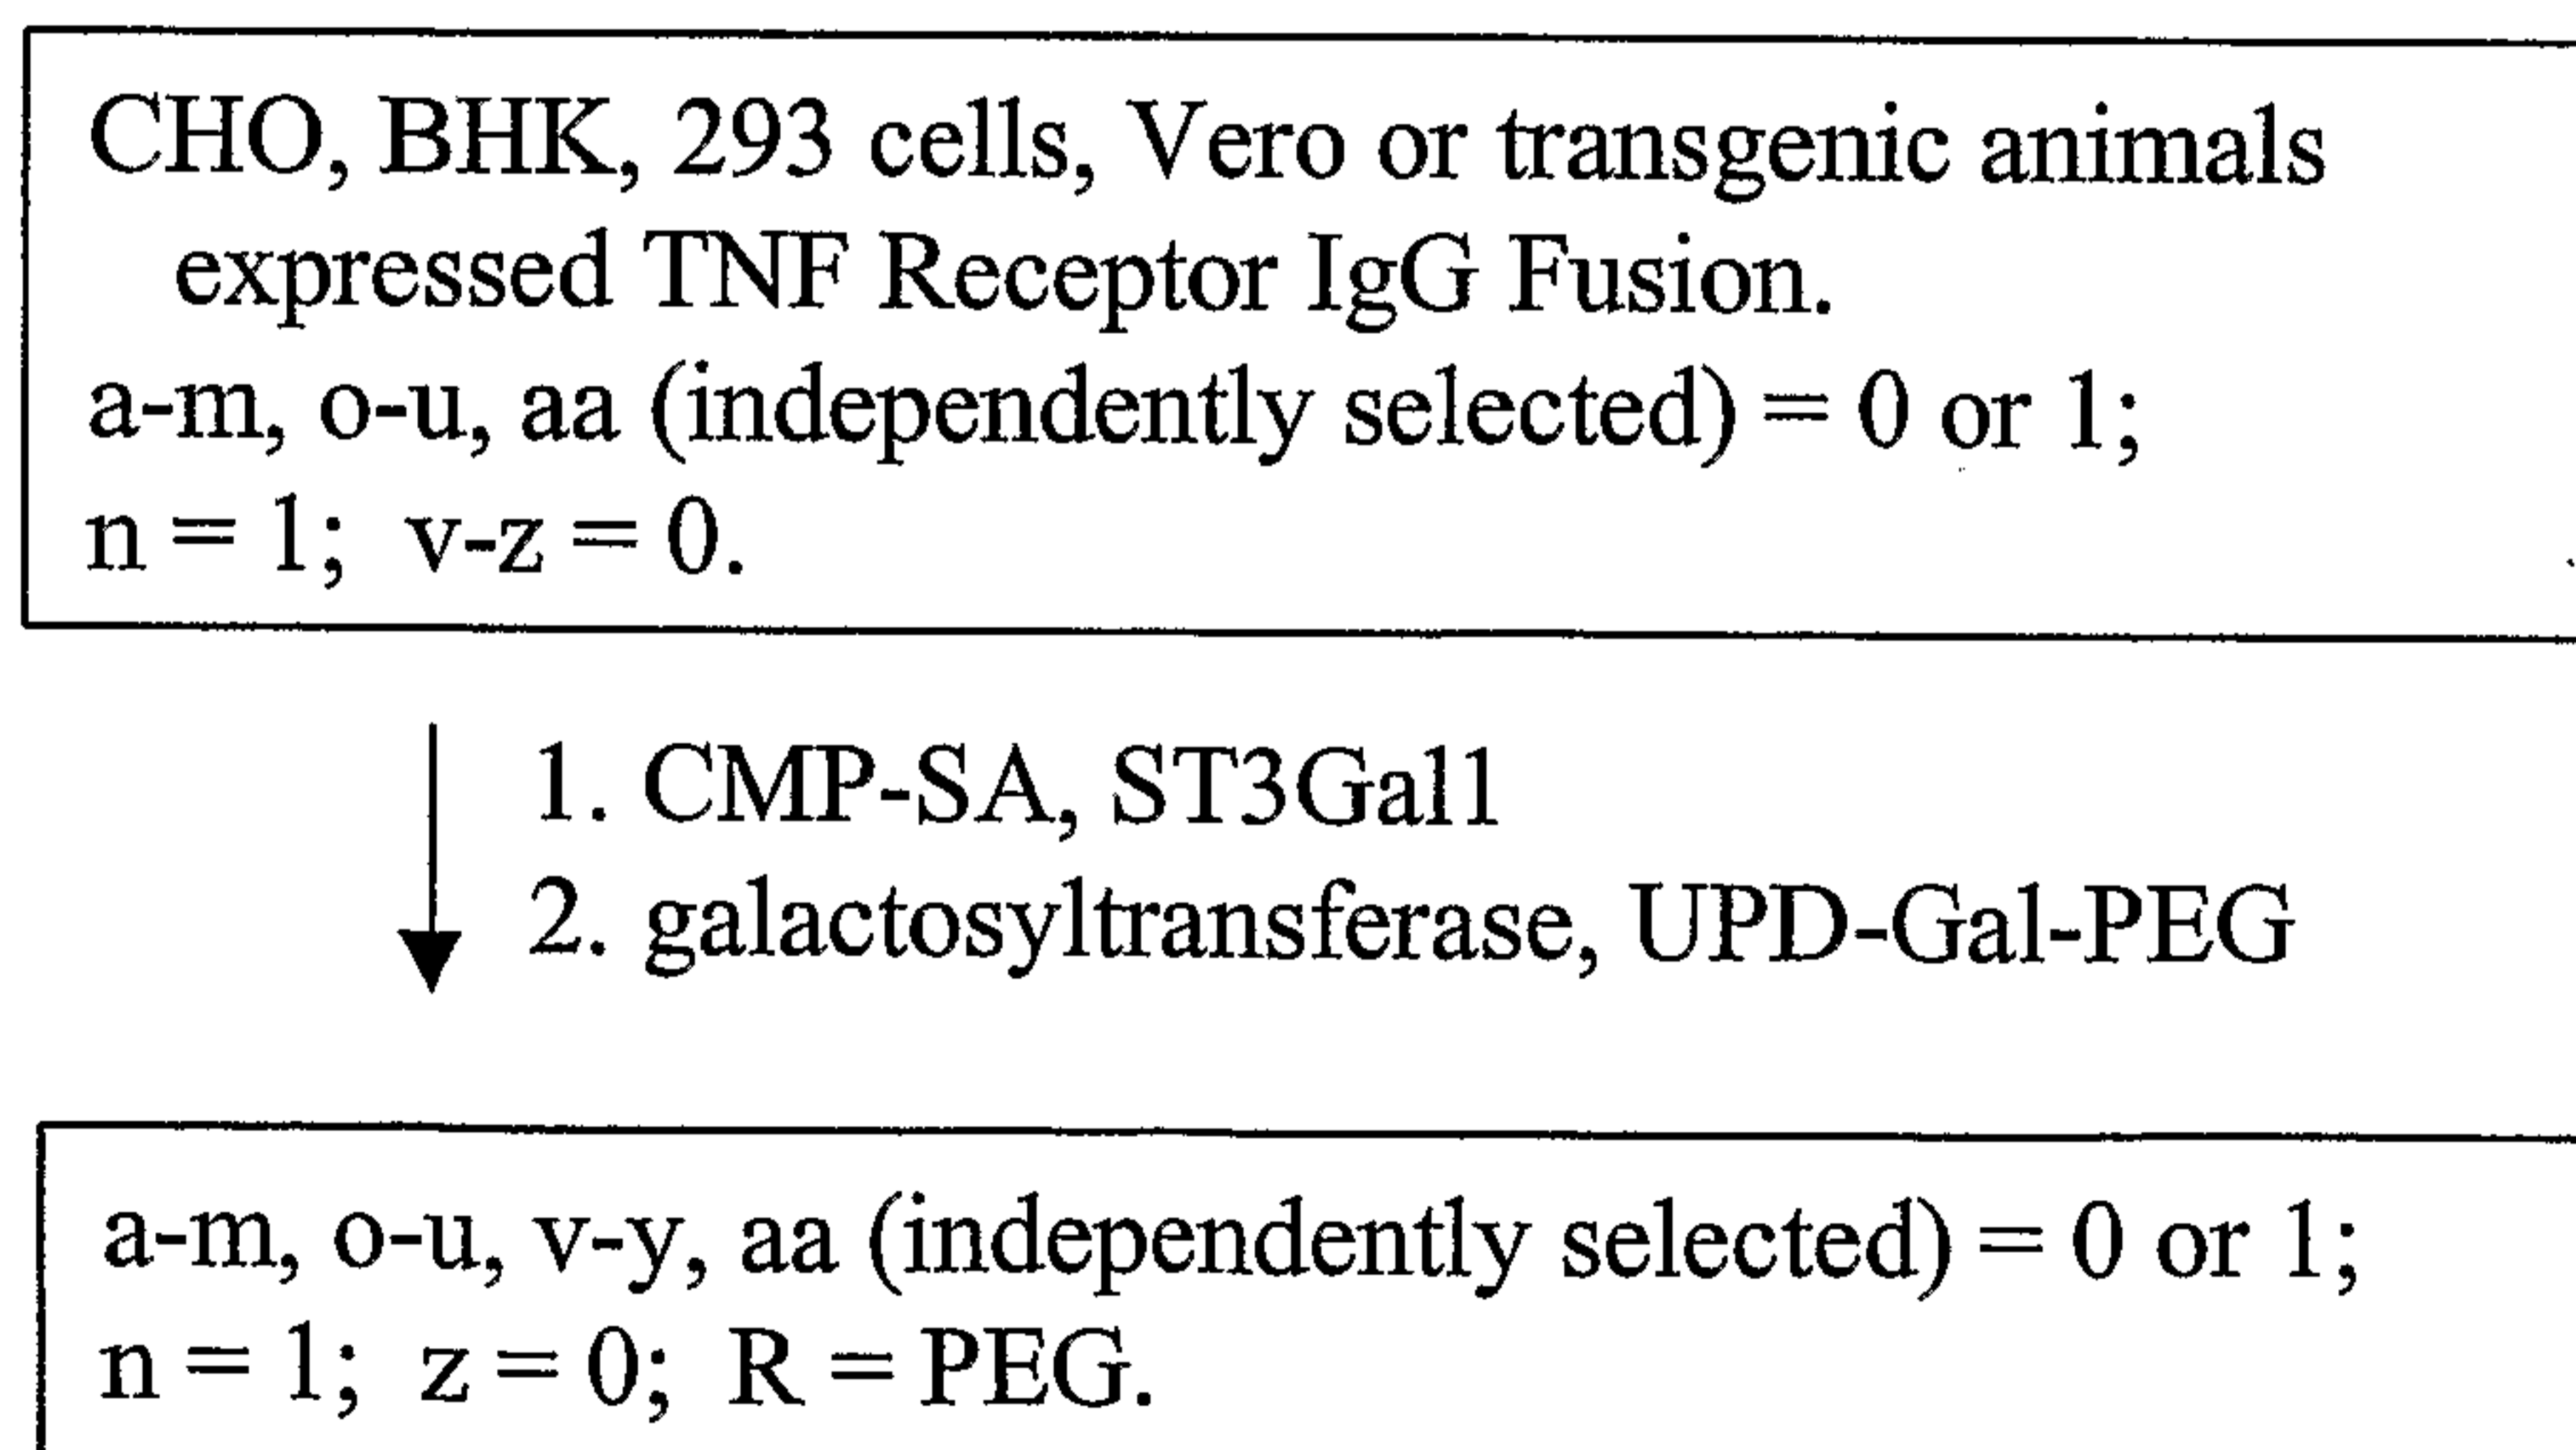 CHO, BHK, 293 cells, Vero or transgenic animals
expressed TNF Receptor IgG Fusion.
a-m, o-u, aa (independently selected) = 0 or 1;
n = 1; v-z = 0.
1. CMP-SA, ST3Gal1
2. galactosyltransferase, UPD-Gal-PEG
a-m, o-u, v-y, aa (independently selected) = 0 or 1;
n = 1; z = 0; R = PEG.